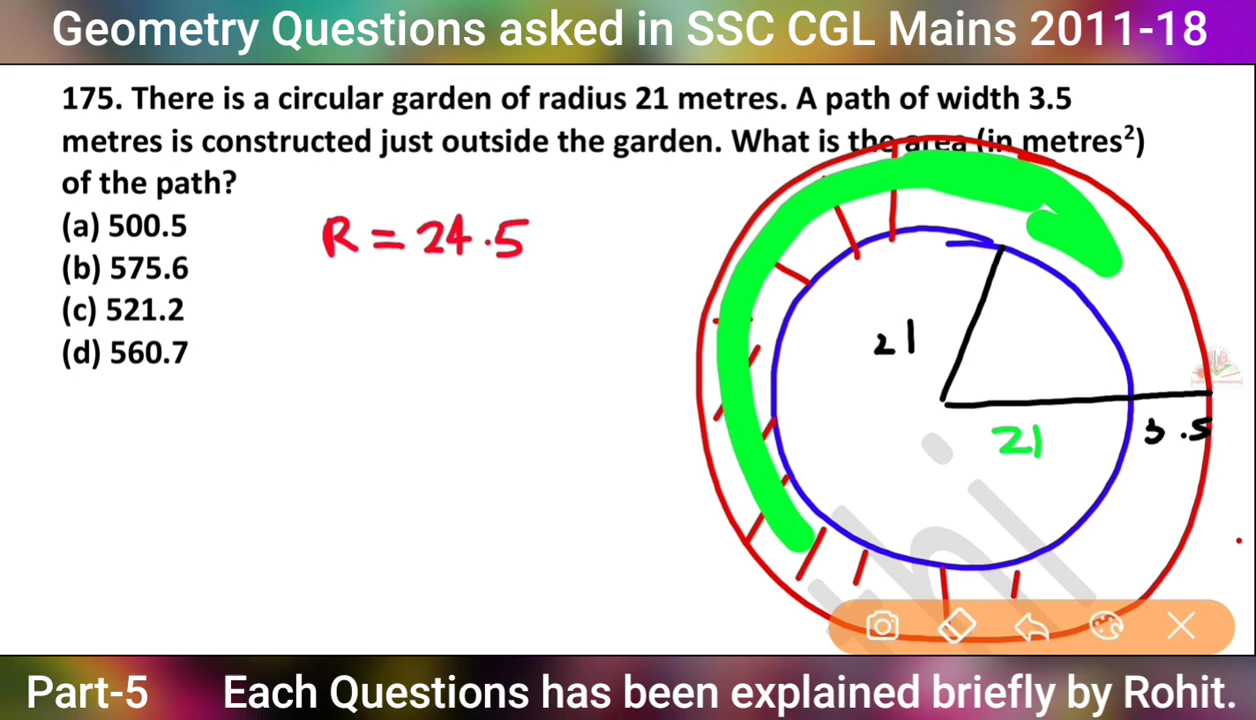 Geometry Questions asked in SSC CGL Mains 2011-18
175. There is a circular garden of radius 21 metres. A path of width 3.5
metres is constructed just outside the garden. What is the area (in metres²)
of the path?
(a) 500.5
(b) 575.6
(c) 521.2
(d) 560.7
R = 24.5
21
21
3.5
Part-5 Each Questions has been explained briefly by Rohit.